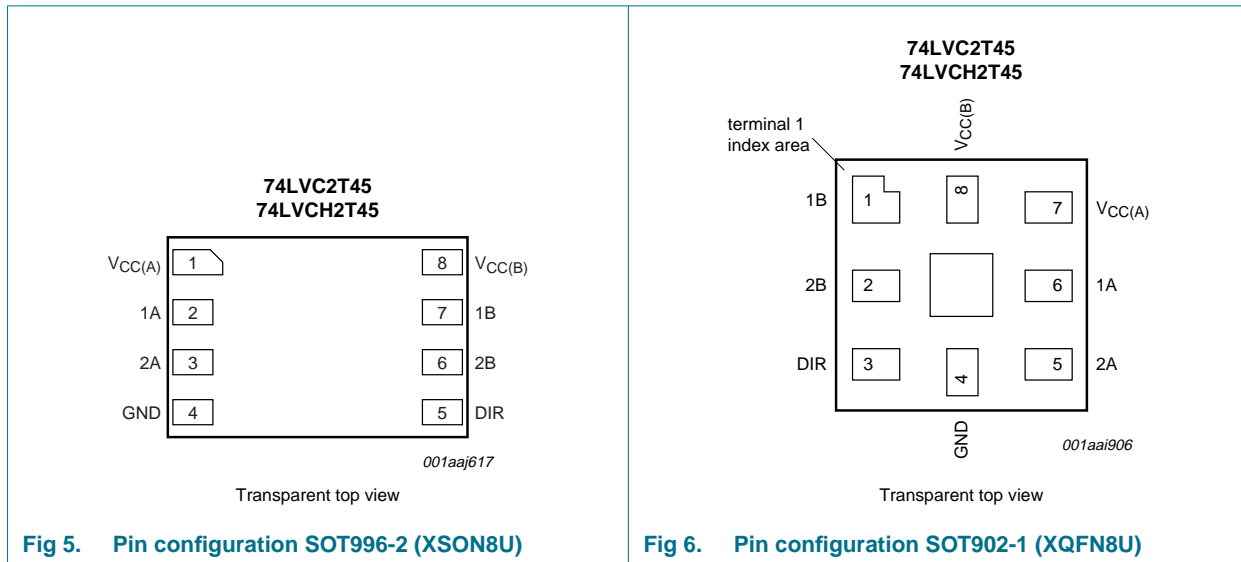 74LVC2T45
74LVCH2T45
VCC(A) 1
8 VCC(B)
1A 2
7 1B
2A 3
6 2B
GND 4
5 DIR
001aaj617
Transparent top view
Fig 5. Pin configuration SOT996-2 (XSON8U)
74LVC2T45
74LVCH2T45
terminal 1
index area
VCC(B)
1B 1
8
7 VCC(A)
2B 2
6 1A
DIR 3
4
5 2A
GND
001aai906
Transparent top view
Fig 6. Pin configuration SOT902-1 (XQFN8U)